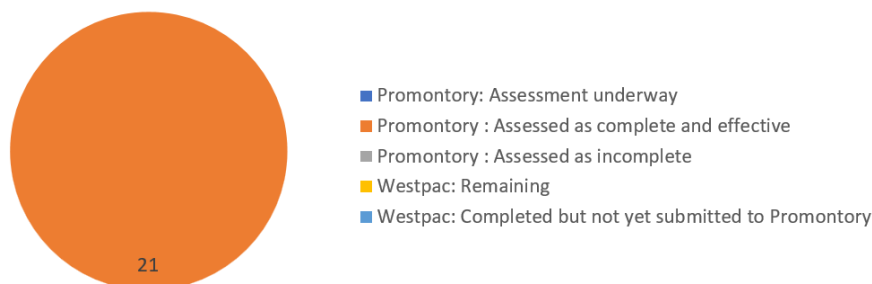 Promontory: Assessment underway
Promontory : Assessed as complete and effective
Promontory : Assessed as incomplete
Westpac: Remaining
Westpac: Completed but not yet submitted to Promontory
21